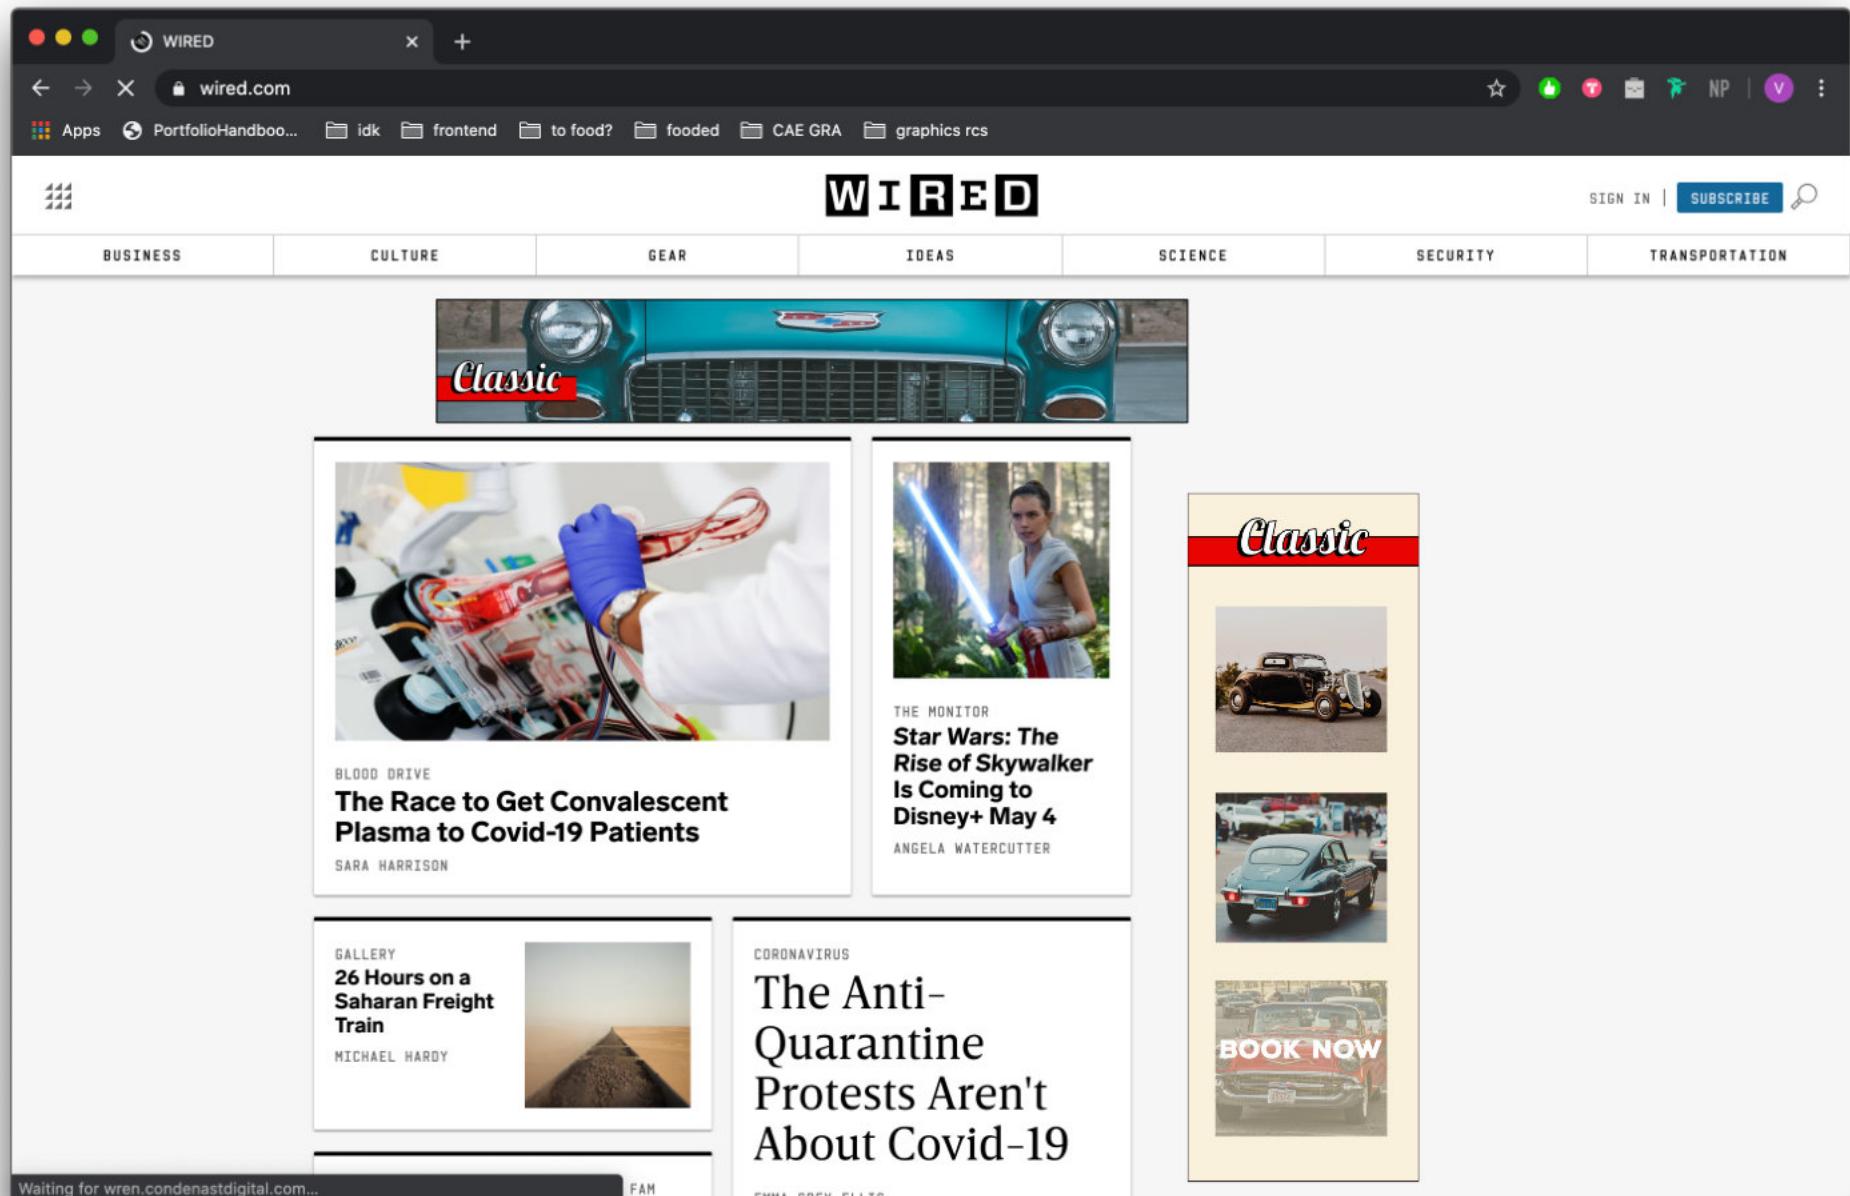 WIRED
wired.com
NP
V
Apps
PortfolioHandboo...
idk
frontend
to food?
fooded
CAE GRA
graphics rcs
WIRED
SIGN IN | SUBSCRIBE
BUSINESS
CULTURE
GEAR
IDEAS
SCIENCE
SECURITY
TRANSPORTATION
Classic
BLOOD DRIVE
The Race to Get Convalescent
Plasma to Covid-19 Patients
SARA HARRISON
THE MONITOR
Star Wars: The
Rise of Skywalker
Is Coming to
Disney+ May 4
ANGELA WATERCUTTER
Classic
BOOK NOW
GALLERY
26 Hours on a
Saharan Freight
Train
MICHAEL HARDY
CORONAVIRUS
The Anti-
Quarantine
Protests Aren't
About Covid-19
FAM
Waiting for wren.condenastdigital.com...